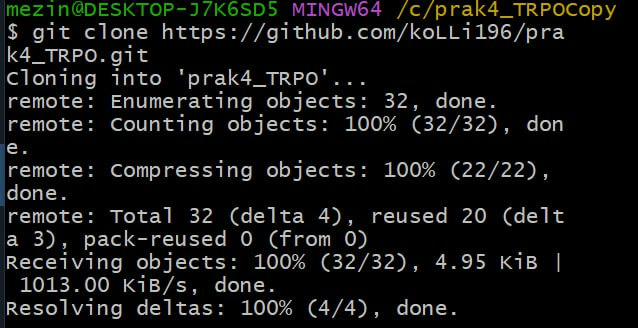 mezin@DESKTOP-J7K6SD5 MINGW64 /c/prak4_TRPOCopy
$ git clone https://github.com/koLLi196/pra
k4_TRPO.git
Cloning into 'prak4_TRPO'...
remote: Enumerating objects: 32, done.
remote: Counting objects: 100% (32/32), don
e.
remote: Compressing objects: 100% (22/22),
done.
remote: Total 32 (delta 4), reused 20 (delt
a 3), pack-reused 0 (from 0)
Receiving objects: 100% (32/32), 4.95 KiB |
 1013.00 KiB/s, done.
Resolving deltas: 100% (4/4), done.